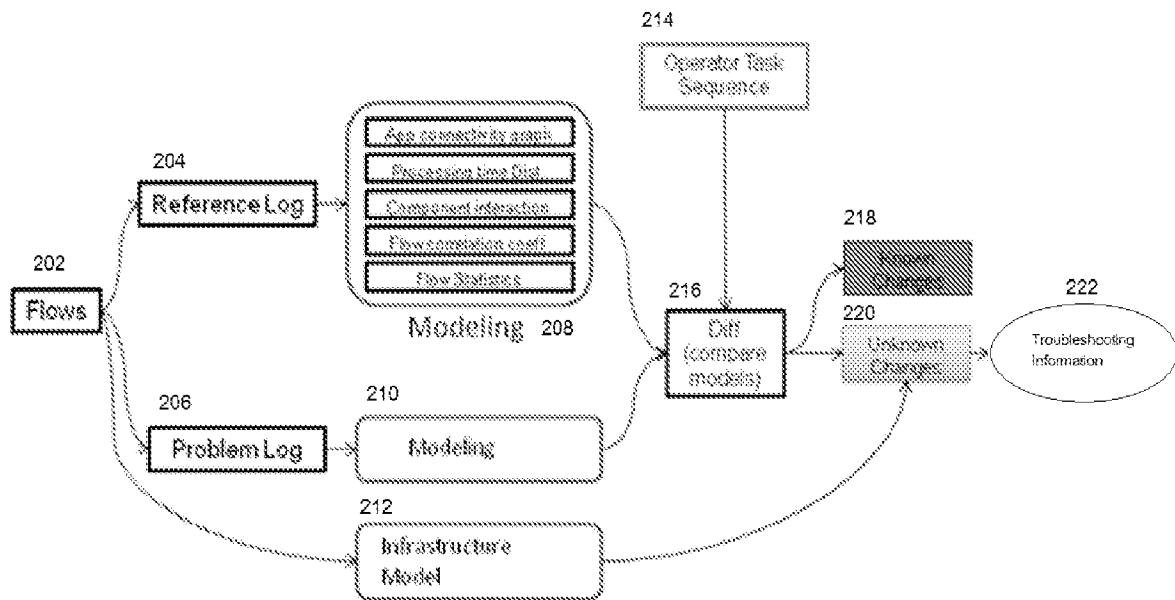 214
Operator Task
Sequence
App connectivity graph
Processing time Dist.
Component interaction
Flow correlation coeff
Flow Statistics
Modeling 208
204
Reference Log
202
Flows
206
Problem Log
210
Modeling
212
Infrastructure
Model
216
Diff
(compare
models)
218
Changes
220
Unknown
Changes
222
Troubleshooting
Information